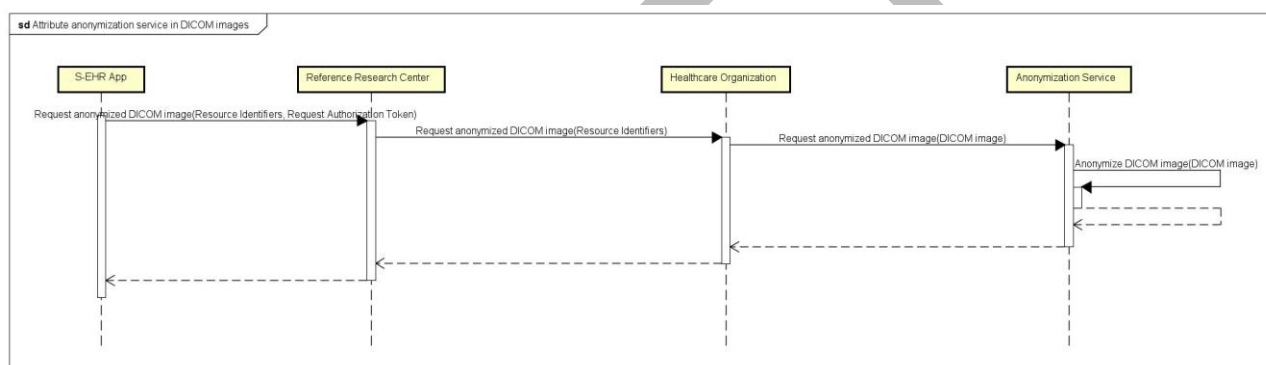 sd Attribute anonymization service in DICOM images
S-EHR App
Reference Research Center
Healthcare Organization
Anonymization Service
Request anonymized DICOM image(Resource Identifiers, Request Authorization Token)
Request anonymized DICOM image(Resource Identifiers)
Request anonymized DICOM image(DICOM image)
Anonymize DICOM image(DICOM image)